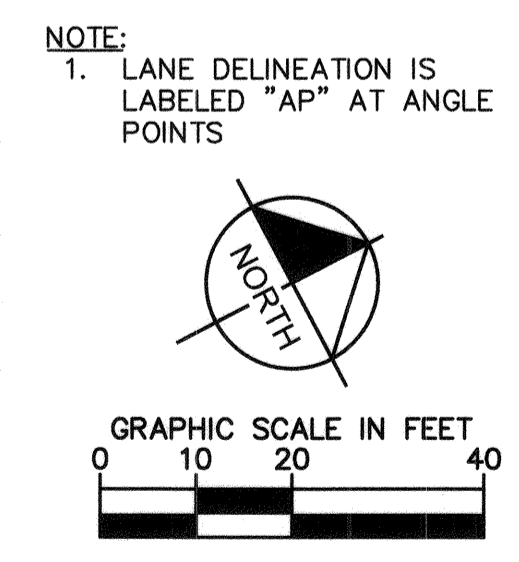 NOTE:
1. LANE DELINEATION IS
LABELED "AP" AT ANGLE
POINTS
NORTH
GRAPHIC SCALE IN FEET
0 10 20 40